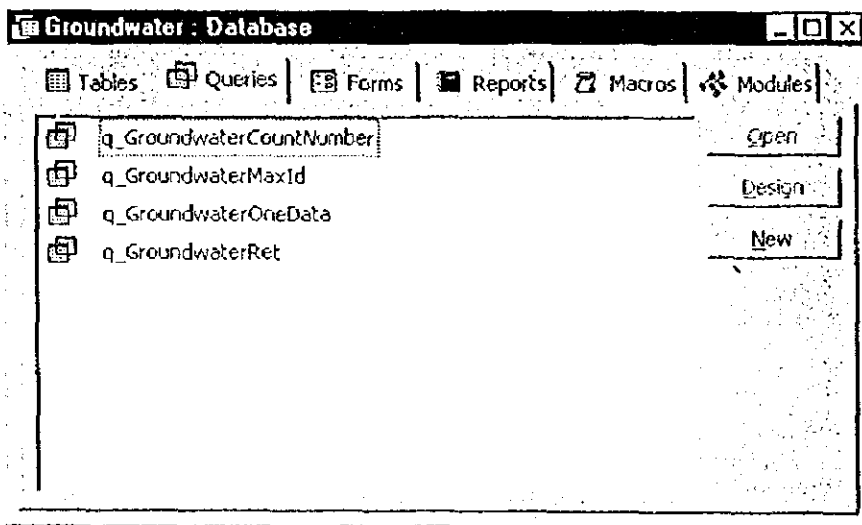 Groundwater : Database
Tables Queries Forms Reports Macros Modules
q_GroundwaterCountNumber
q_GroundwaterMaxId
q_GroundwaterOneData
q_GroundwaterRet
Open
Design
New